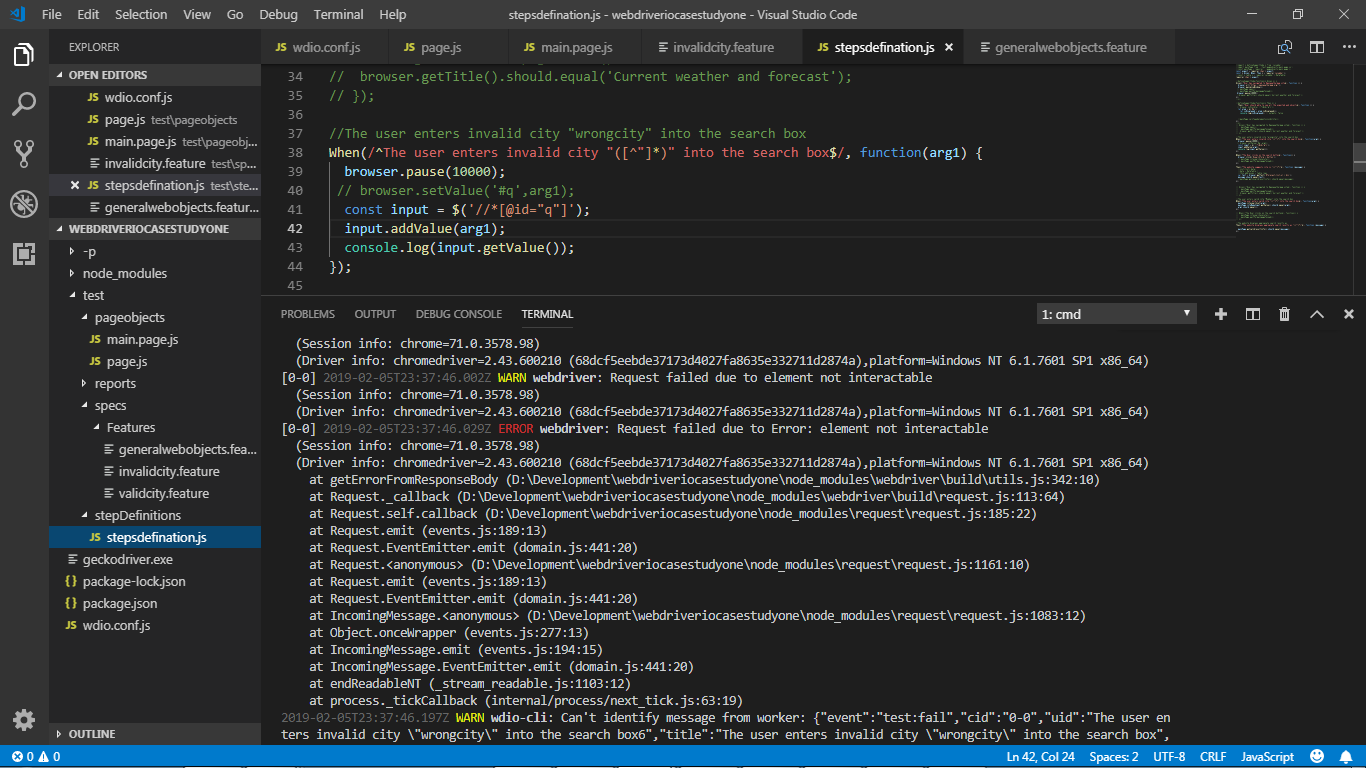 File Edit Selection View Go Debug Terminal Help
stepsdefination.js - webdriveriocasestudyone - Visual Studio Code
EXPLORER
OPEN EDITORS
JS wdio.conf.js
JS page.js test\pageobjects
JS main.page.js test\pageobj...
invalidcity.feature test\sp...
JS stepsdefination.js test\ste...
generalwebobjects.featur...
WEBDRIVERIOCASESTUDYONE
-p
node_modules
test
pageobjects
JS main.page.js
JS page.js
reports
specs
Features
generalwebobjects.fea...
invalidcity.feature
validcity.feature
stepDefinitions
JS stepsdefination.js
geckodriver.exe
{} package-lock.json
{} package.json
JS wdio.conf.js
OUTLINE
JS wdio.conf.js JS page.js JS main.page.js invalidcity.feature JS stepsdefination.js generalwebobjects.feature
34 //  browser.getTitle().should.equal('Current weather and forecast');
35 // });
36
37 //The user enters invalid city "wrongcity" into the search box
38 When(/^The user enters invalid city "([^"]*)" into the search box$/, function(arg1) {
39 browser.pause(10000);
40 // browser.setValue('#q',arg1);
41 const input = $('//*[@id="q"]');
42 input.addValue(arg1);
43 console.log(input.getValue());
44 });
45
PROBLEMS OUTPUT DEBUG CONSOLE TERMINAL
1: cmd
(Session info: chrome=71.0.3578.98)
(Driver info: chromedriver=2.43.600210 (68dcf5eebde37173d4027fa8635e332711d2874a),platform=Windows NT 6.1.7601 SP1 x86_64)
[0-0] 2019-02-05T23:37:46.002Z WARN webdriver: Request failed due to element not interactable
(Session info: chrome=71.0.3578.98)
(Driver info: chromedriver=2.43.600210 (68dcf5eebde37173d4027fa8635e332711d2874a),platform=Windows NT 6.1.7601 SP1 x86_64)
[0-0] 2019-02-05T23:37:46.029Z ERROR webdriver: Request failed due to Error: element not interactable
(Session info: chrome=71.0.3578.98)
(Driver info: chromedriver=2.43.600210 (68dcf5eebde37173d4027fa8635e332711d2874a),platform=Windows NT 6.1.7601 SP1 x86_64)
at getErrorFromResponseBody (D:\Development\webdriveriocasestudyone\node_modules\webdriver\build\utils.js:342:10)
at Request._callback (D:\Development\webdriveriocasestudyone\node_modules\webdriver\build\request.js:113:64)
at Request.self.callback (D:\Development\webdriveriocasestudyone\node_modules\request\request.js:185:22)
at Request.emit (events.js:189:13)
at Request.EventEmitter.emit (domain.js:441:20)
at Request.<anonymous> (D:\Development\webdriveriocasestudyone\node_modules\request\request.js:1161:10)
at Request.emit (events.js:189:13)
at Request.EventEmitter.emit (domain.js:441:20)
at IncomingMessage.<anonymous> (D:\Development\webdriveriocasestudyone\node_modules\request\request.js:1083:12)
at Object.onceWrapper (events.js:277:13)
at IncomingMessage.emit (events.js:194:15)
at IncomingMessage.EventEmitter.emit (domain.js:441:20)
at endReadableNT (_stream_readable.js:1103:12)
at process._tickCallback (internal/process/next_tick.js:63:19)
2019-02-05T23:37:46.197Z WARN wdio-cli: Can't identify message from worker: {"event":"test:fail","cid":"0-0","uid":"The user en
ters invalid city \"wrongcity\" into the search box6","title":"The user enters invalid city \"wrongcity\" into the search box",
0 0 Ln 42, Col 24 Spaces: 2 UTF-8 CRLF JavaScript